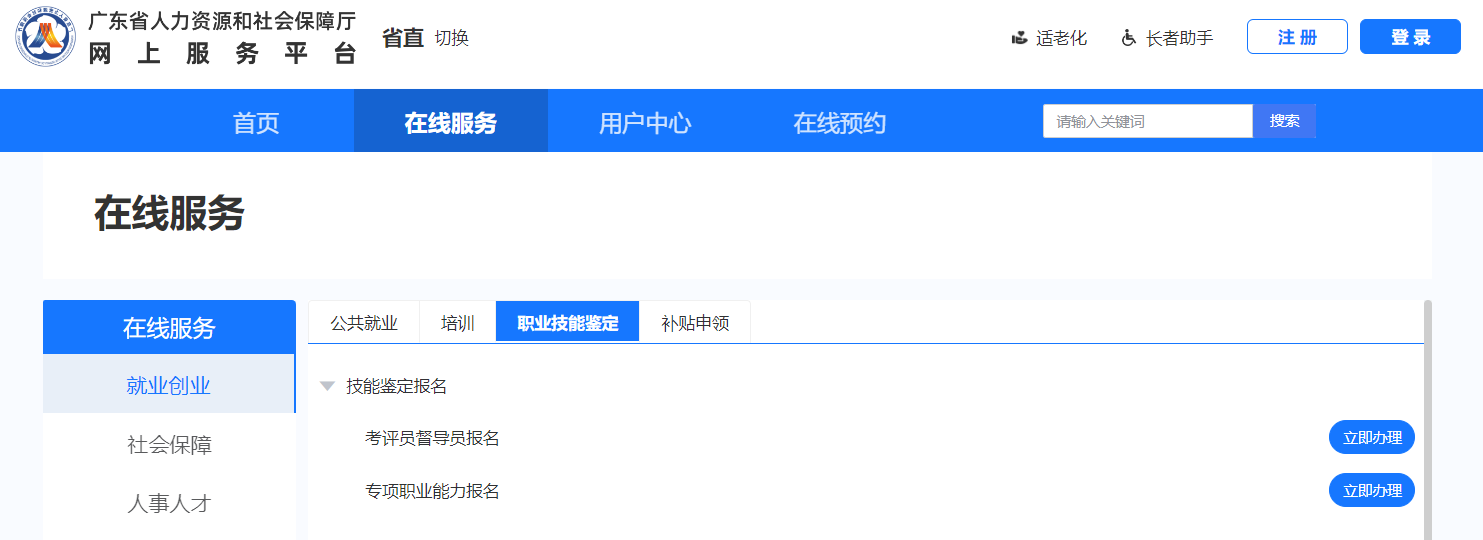 广东省人力资源和社会保障厅
网上服务平台
省直 切换
适老化 长者助手 注册 登录
首页 在线服务 用户中心 在线预约 请输入关键词 搜索
在线服务
在线服务
公共就业 培训 职业技能鉴定 补贴申领
就业创业
技能鉴定报名
考评员督导员报名 立即办理
社会保障
专项职业能力报名 立即办理
人事人才